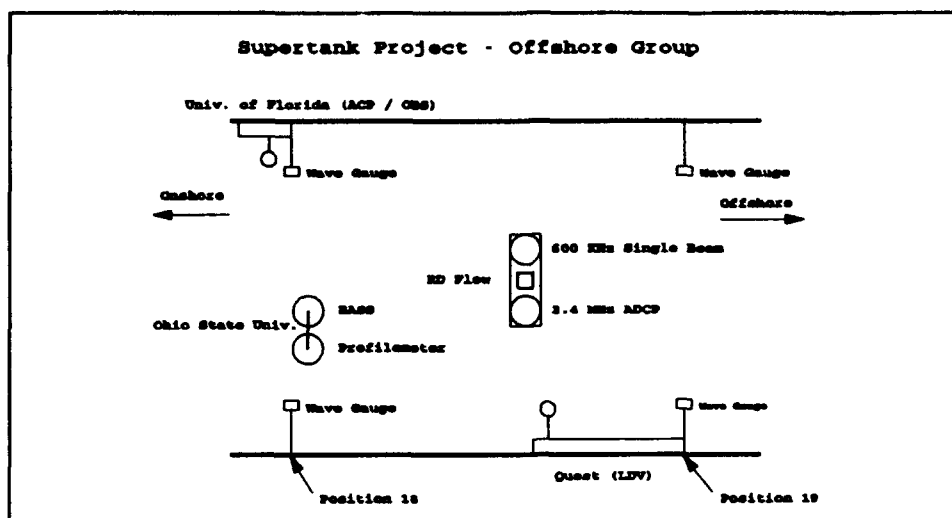 Supertank Project - Offshore Group
Univ. of Florida (ACP / OBS)
Wave Gauge
Wave Gauge
Onshore
Offshore
600 KHz Single Beam
RD Flow
2.4 MHz ADCP
BASS
Ohio State Univ.
Profilometer
Wave Gauge
Wave Gauge
Quest (LDV)
Position 18
Position 19